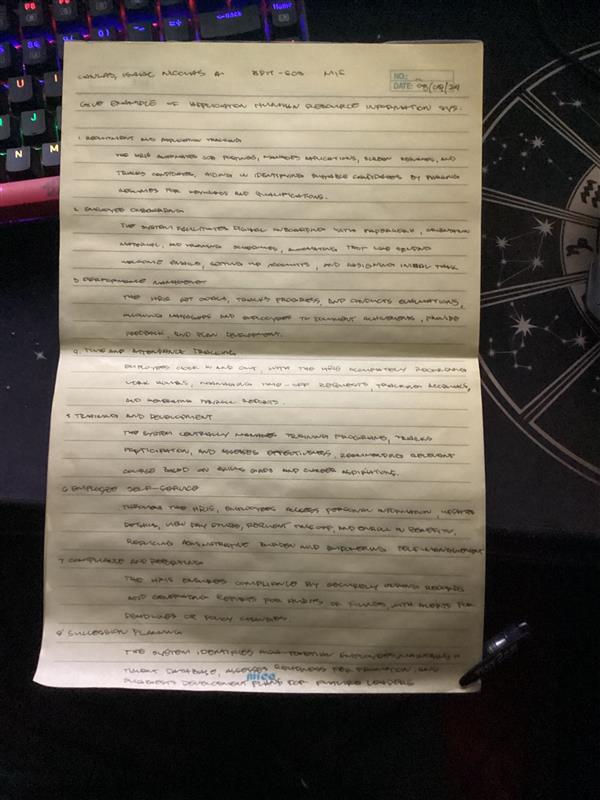 F7
F8
Home
U
I
J
K
N
M
ISAAC NICOLAS A.
NO:
DATE: 08/08/24
GIVE EXAMPLE OF APPLICATION HUMAN RESOURCE INFORMATION SYS.
1. RECRUITMENT AND APPLICATION TRACKING
THE HRIS AUTOMATES JOB POSTINGS, MANAGES APPLICATIONS, SCREEN RESUMES, AND
TRACKS CANDIDATES, AIDING IN IDENTIFYING SUITABLE CANDIDATES BY PARSING
RESUMES FOR KEYWORDS AND QUALIFICATIONS.
2. EMPLOYEE ONBOARDING
THE SYSTEM FACILITATES DIGITAL ONBOARDING WITH PAPERWORK, ORIENTATION
MATERIAL, AND TRAINING SCHEDULES, AUTOMATING TASK LIKE SENDING
WELCOME EMAILS, SETTING UP ACCOUNTS, AND ASSIGNING INITIAL TASK
3. PERFORMANCE MANAGEMENT
THE HRIS SET GOALS, TRACKS PROGRESS, AND CONDUCTS EVALUATIONS,
ALLOWING MANAGERS AND EMPLOYEES TO DOCUMENT ACHIEVEMENTS, PROVIDE
FEEDBACK, AND PLAN DEVELOPMENT.
4. TIME AND ATTENDANCE TRACKING
EMPLOYEES CLOCK IN AND OUT, WITH THE HRIS ACCURATELY RECORDING
WORK HOURS, MANAGING TIME-OFF REQUESTS, TRACKING ACCRUALS,
AND GENERATING PAYROLL REPORTS.
5 TRAINING AND DEVELOPMENT
THE SYSTEM CENTRALLY MANAGES TRAINING PROGRAMS, TRACKS
PARTICIPATION, AND ASSESSES EFFECTIVENESS, RECOMMENDING RELEVANT
COURSE BASED ON SKILLS GAPS AND CAREER ASPIRATIONS.
6 EMPLOYEE SELF-SERVICE
THROUGH THE HRIS, EMPLOYEES ACCESS PERSONAL INFORMATION, UPDATE
DETAILS, VIEW PAY STUBS, REQUEST TIME OFF, AND ENROLL IN BENEFITS,
REDUCING ADMINISTRATIVE BURDEN AND EMPOWERING SELF-MANAGEMENT
7 COMPLIANCE AND REPORTING
THE HRIS ENSURES COMPLIANCE BY SECURELY STORING RECORDS
AND GENERATING REPORTS FOR AUDITS OR FILINGS, WITH ALERTS FOR
DEADLINES OR POLICY CHANGES.
8 SUCCESSION PLANNING
THE SYSTEM IDENTIFIES HIGH-POTENTIAL EMPLOYEES, MAINTAINS A
TALENT DATABASE, ASSESSES READINESS FOR PROMOTION, AND
SUGGESTS DEVELOPMENT PLANS FOR FUTURE LEADERS
mico